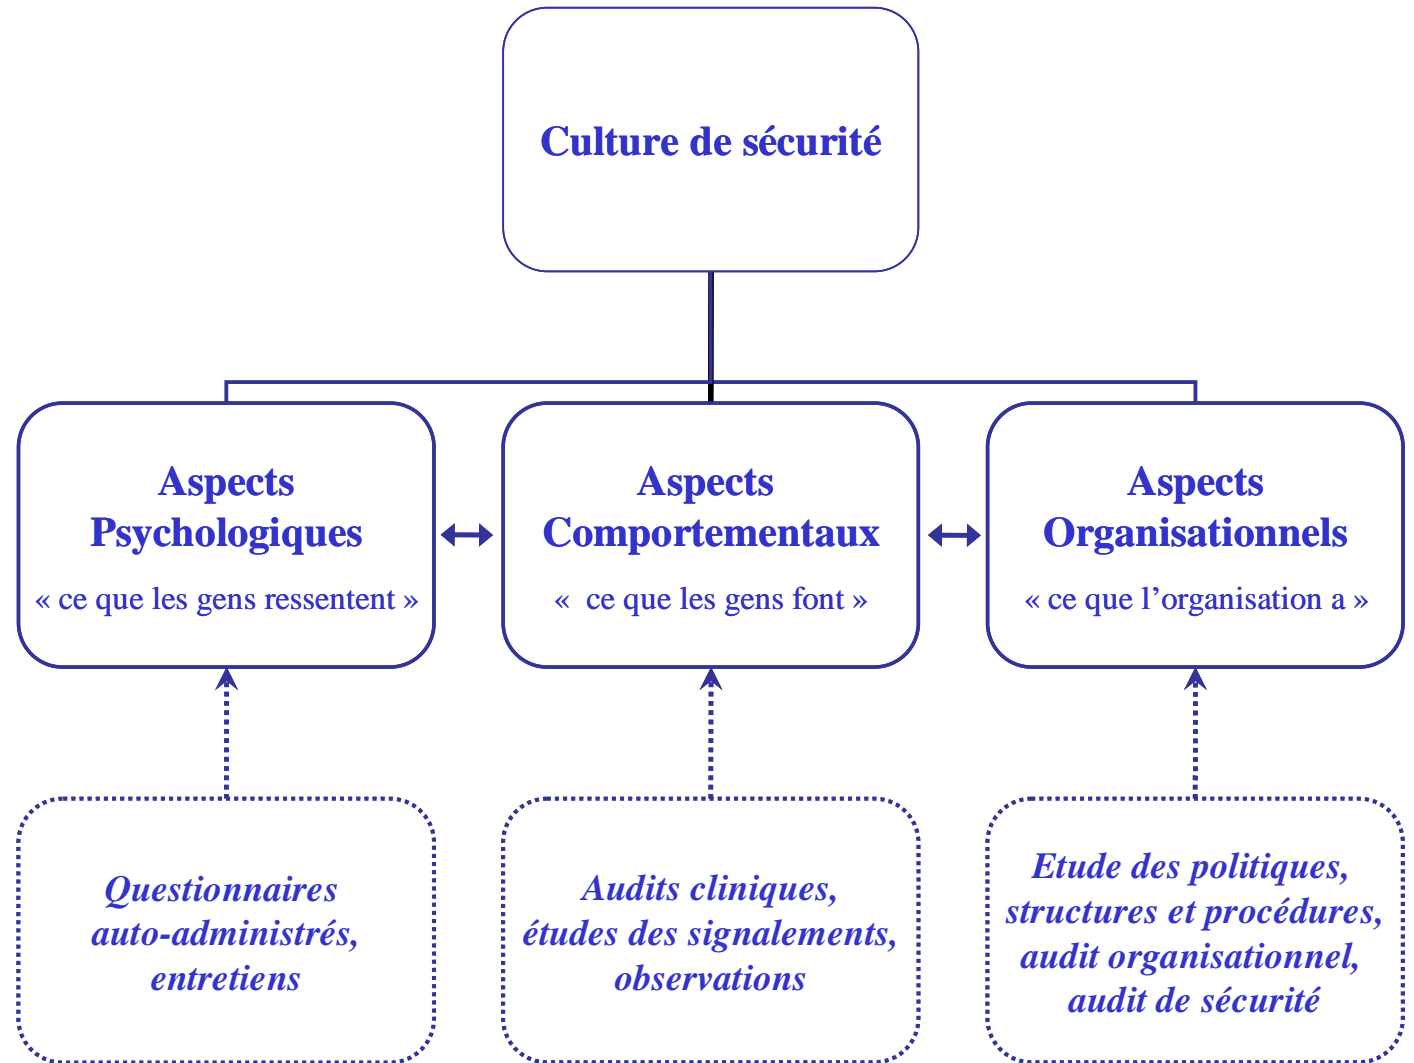 Culture de sécurité
Aspects
Psychologiques
« ce que les gens ressentent »
Aspects
Comportementaux
«  ce que les gens font »
Aspects
Organisationnels
« ce que l’organisation a »
Questionnaires
auto-administrés,
entretiens
Audits cliniques,
études des signalements,
observations
Etude des politiques,
structures et procédures,
audit organisationnel,
audit de sécurité